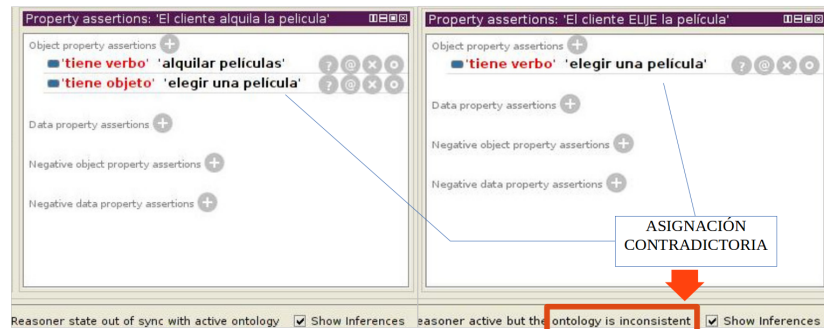 Property assertions: 'El cliente alquila la pelicula'
Object property assertions
'tiene verbo' 'alquilar películas'
'tiene objeto' 'elegir una película'
Data property assertions
Negative object property assertions
Negative data property assertions
Reasoner state out of sync with active ontology Show Inferences
Property assertions: 'El cliente ELIJE la película'
Object property assertions
'tiene verbo' 'elegir una película'
Data property assertions
Negative object property assertions
Negative data property assertions
ASIGNACIÓN
CONTRADICTORIA
easoner active but the ontology is inconsistent Show Inferences